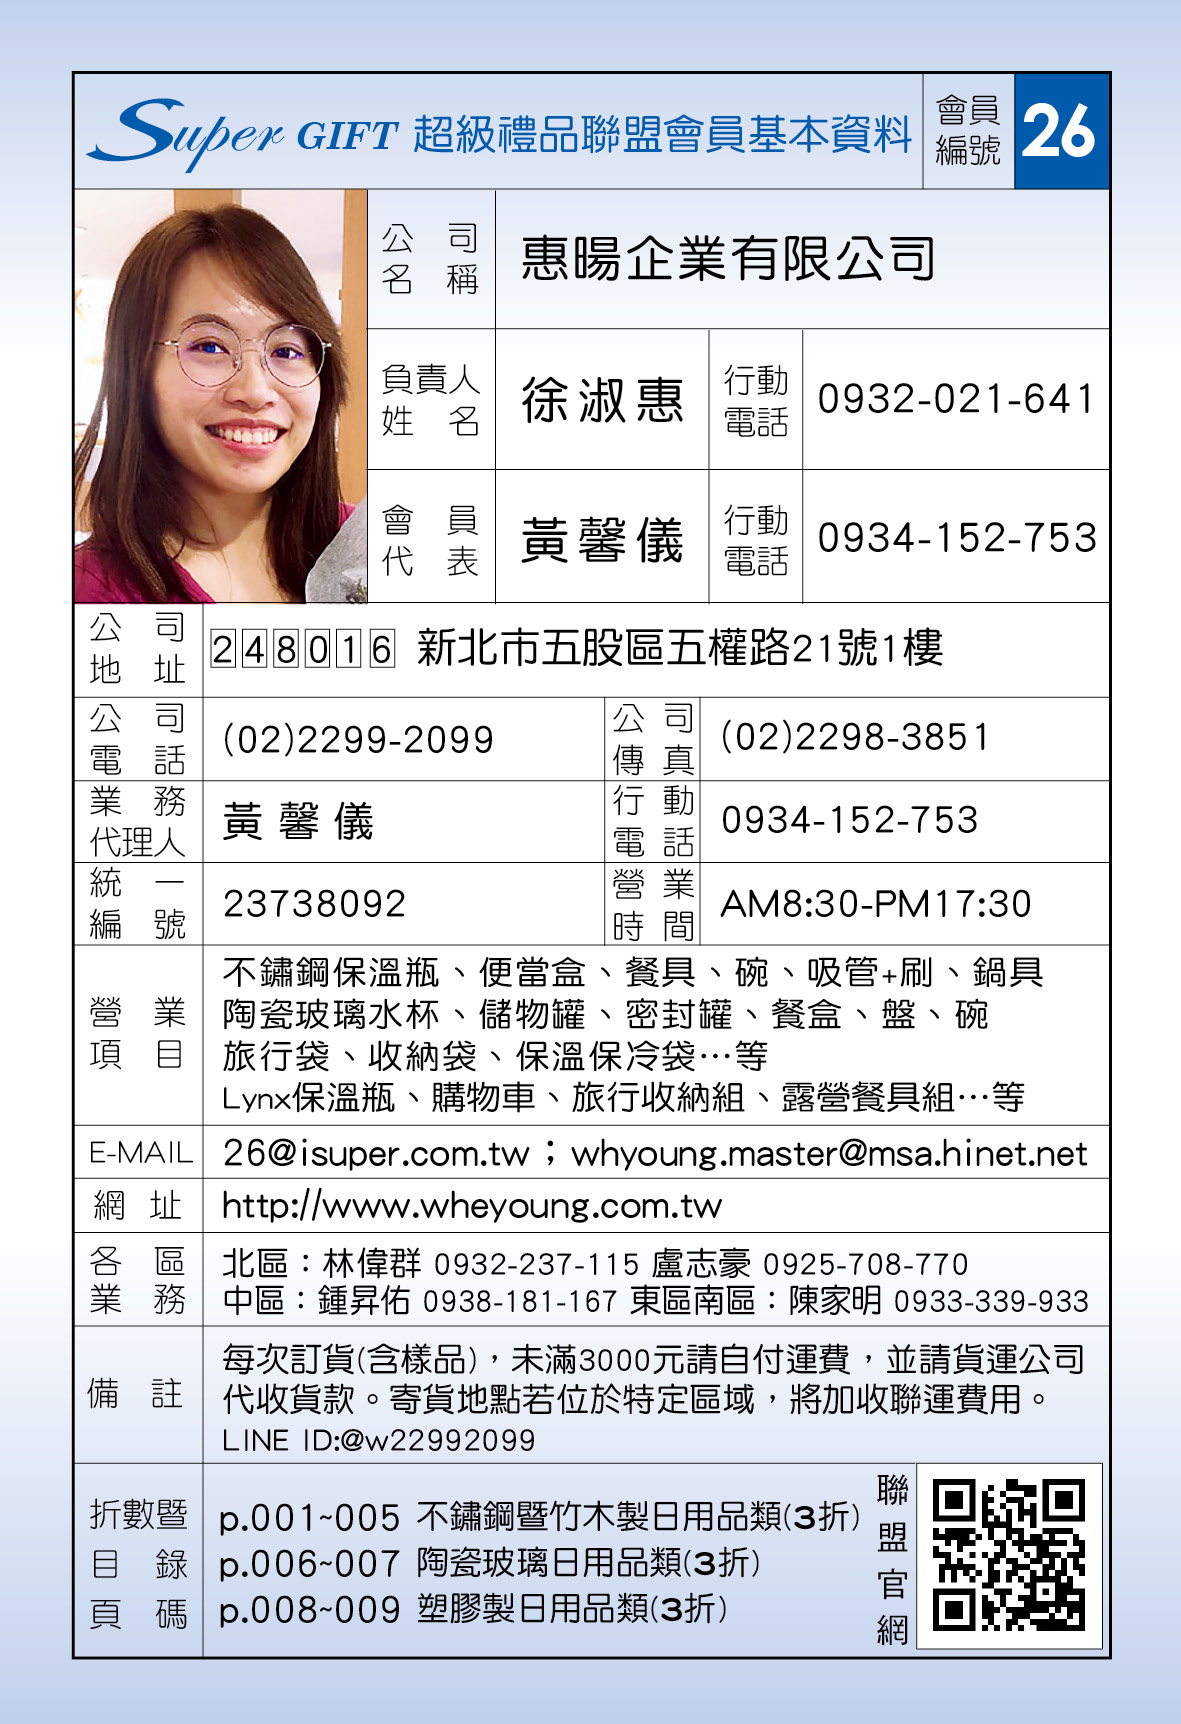 Super GIFT 超級禮品聯盟會員基本資料
會員編號 26
公司名稱 惠暘企業有限公司
負責人姓名 徐淑惠 行動電話 0932-021-641
會員代表 黃馨儀 行動電話 0934-152-753
公司地址 248016 新北市五股區五權路21號1樓
公司電話 (02)2299-2099 公司傳真 (02)2298-3851
業務代理人 黃馨儀 行動電話 0934-152-753
統一編號 23738092 營業時間 AM8:30-PM17:30
營業項目
不鏽鋼保溫瓶、便當盒、餐具、碗、吸管+刷、鍋具
陶瓷玻璃水杯、儲物罐、密封罐、餐盒、盤、碗
旅行袋、收納袋、保溫保冷袋…等
Lynx保溫瓶、購物車、旅行收納組、露營餐具組…等
E-MAIL 26@isuper.com.tw；whyoung.master@msa.hinet.net
網址 http://www.wheyoung.com.tw
各區業務
北區：林偉群 0932-237-115 盧志豪 0925-708-770
中區：鍾昇佑 0938-181-167 東區南區：陳家明 0933-339-933
備註
每次訂貨(含樣品)，未滿3000元請自付運費，並請貨運公司
代收貨款。寄貨地點若位於特定區域，將加收聯運費用。
LINE ID:@w22992099
折數暨目錄頁碼
p.001~005 不鏽鋼暨竹木製日用品類(3折)
p.006~007 陶瓷玻璃日用品類(3折)
p.008~009 塑膠製日用品類(3折)
聯盟官網